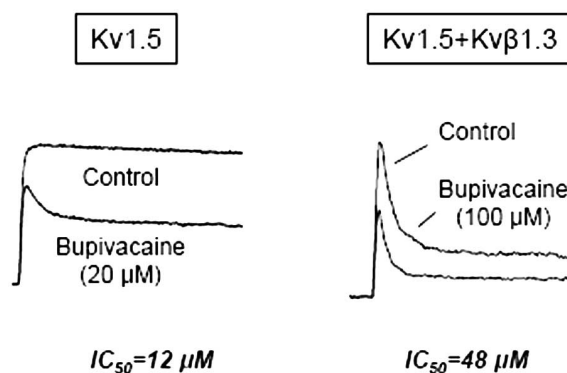 Kv1.5
Control
Bupivacaine
(20 µM)
IC₅₀=12 µM
Kv1.5+Kvβ1.3
Control
Bupivacaine
(100 µM)
IC₅₀=48 µM